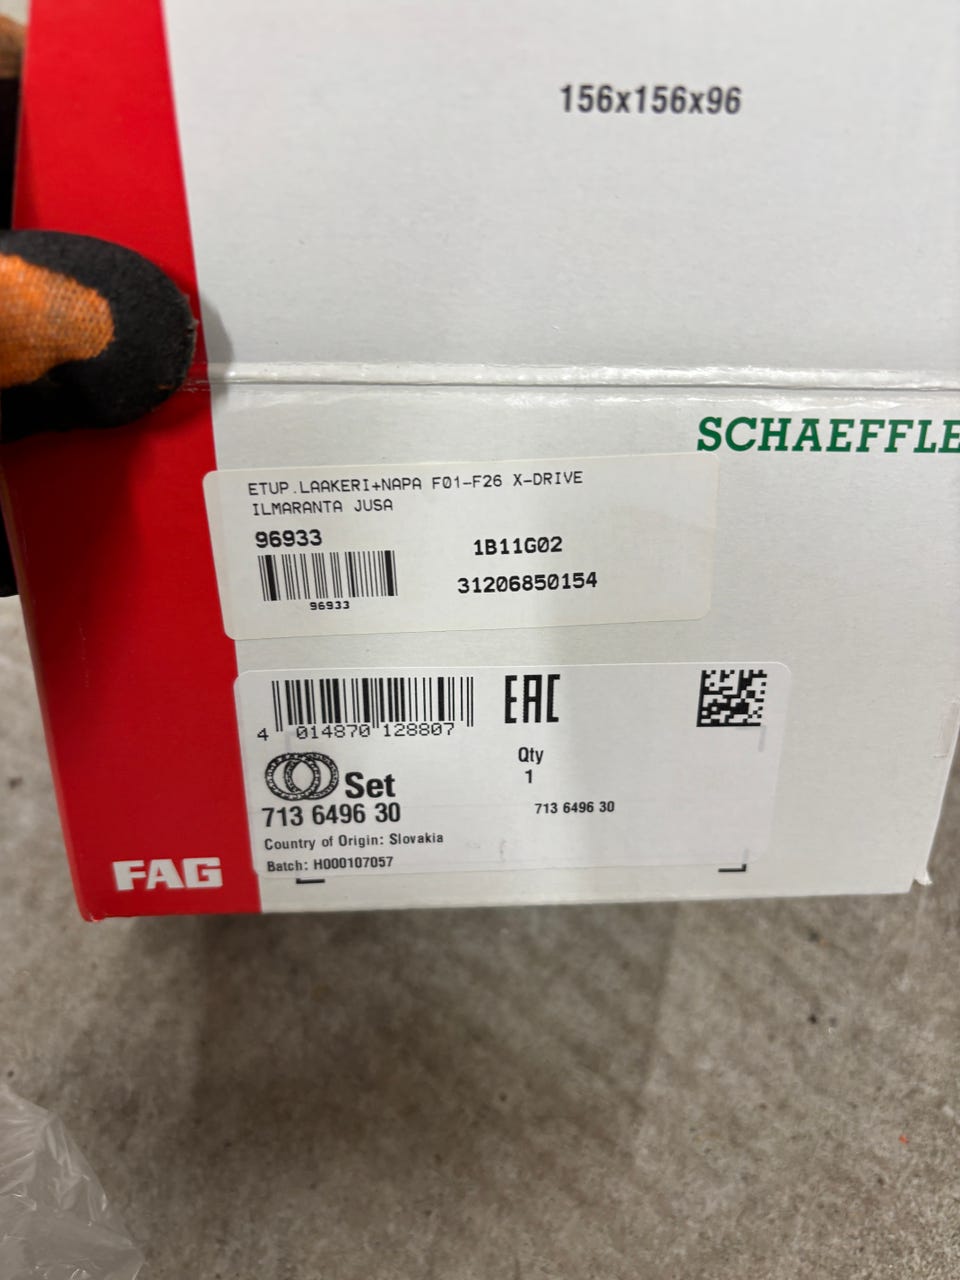 156x156x96
SCHAEFFLE
ETUP.LAAKERI+NAPA F01-F26 X-DRIVE
ILMARANTA JUSA
96933
1B11G02
31206850154
96933
EAC
4 014870 128807
Qty
1
Set
713 6496 30
713 6496 30
Country of Origin: Slovakia
Batch: H000107057
FAG